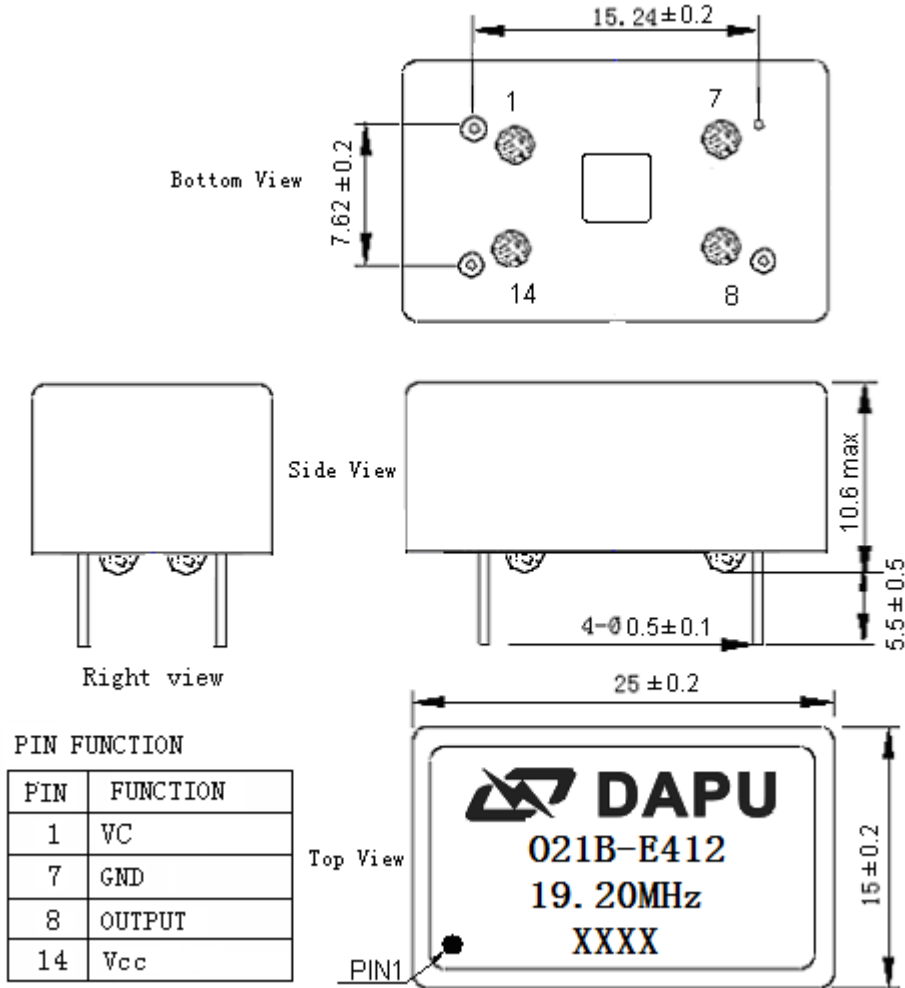 15.24±0.2
1
7
Bottom View
7.62±0.2
14
8
Side View
10.6 max
5.5±0.5
4-Ø0.5±0.1
Right view
25±0.2
PIN FUNCTION
PIN FUNCTION
1 VC
7 GND
8 OUTPUT
14 Vcc
Top View
DAPU
O21B-E412
19.20MHz
XXXX
PIN1
15±0.2